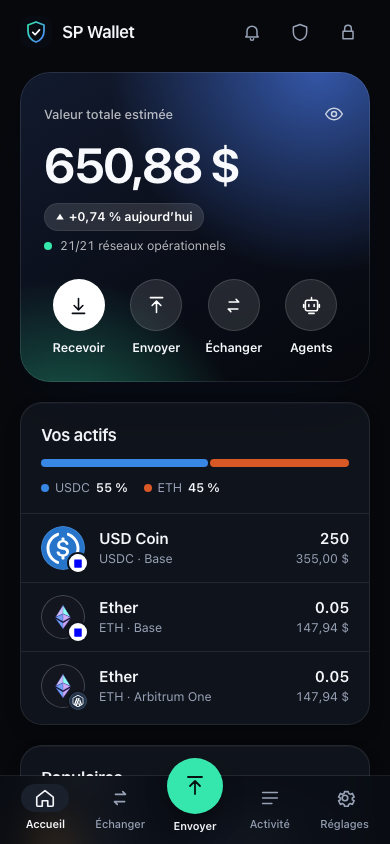 SP Wallet
Valeur totale estimée
650,88 $
+0,74 % aujourd’hui
21/21 réseaux opérationnels
Recevoir Envoyer Échanger Agents
Vos actifs
USDC 55 % ETH 45 %
USD Coin 250
USDC · Base 355,00 $
Ether 0.05
ETH · Base 147,94 $
Ether 0.05
ETH · Arbitrum One 147,94 $
Populaires
Accueil Échanger Envoyer Activité Réglages